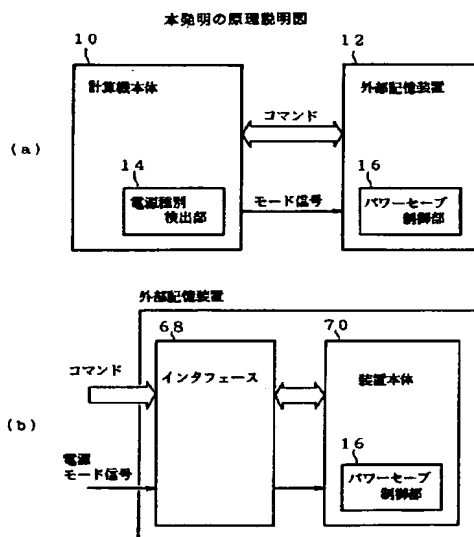 本発明の原理説明図
10
12
計算機本体
外部記憶装置
コマンド
(a)
14
16
電源種別
検出部
モード信号
パワーセーブ
制御部
外部記憶装置
68
70
コマンド
インタフェース
装置本体
(b)
電源
モード信号
16
パワーセーブ
制御部